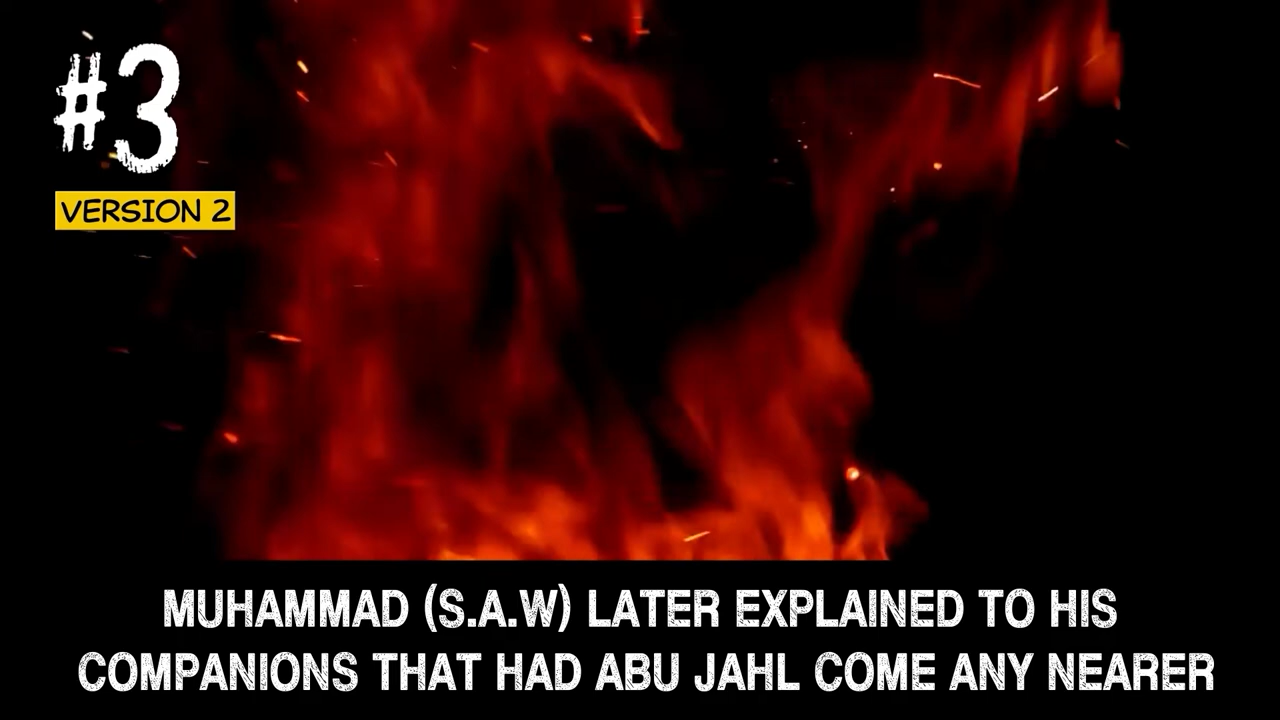 #3
VERSION 2
MUHAMMAD (S.A.W) LATER EXPLAINED TO HIS
COMPANIONS THAT HAD ABU JAHL COME ANY NEARER